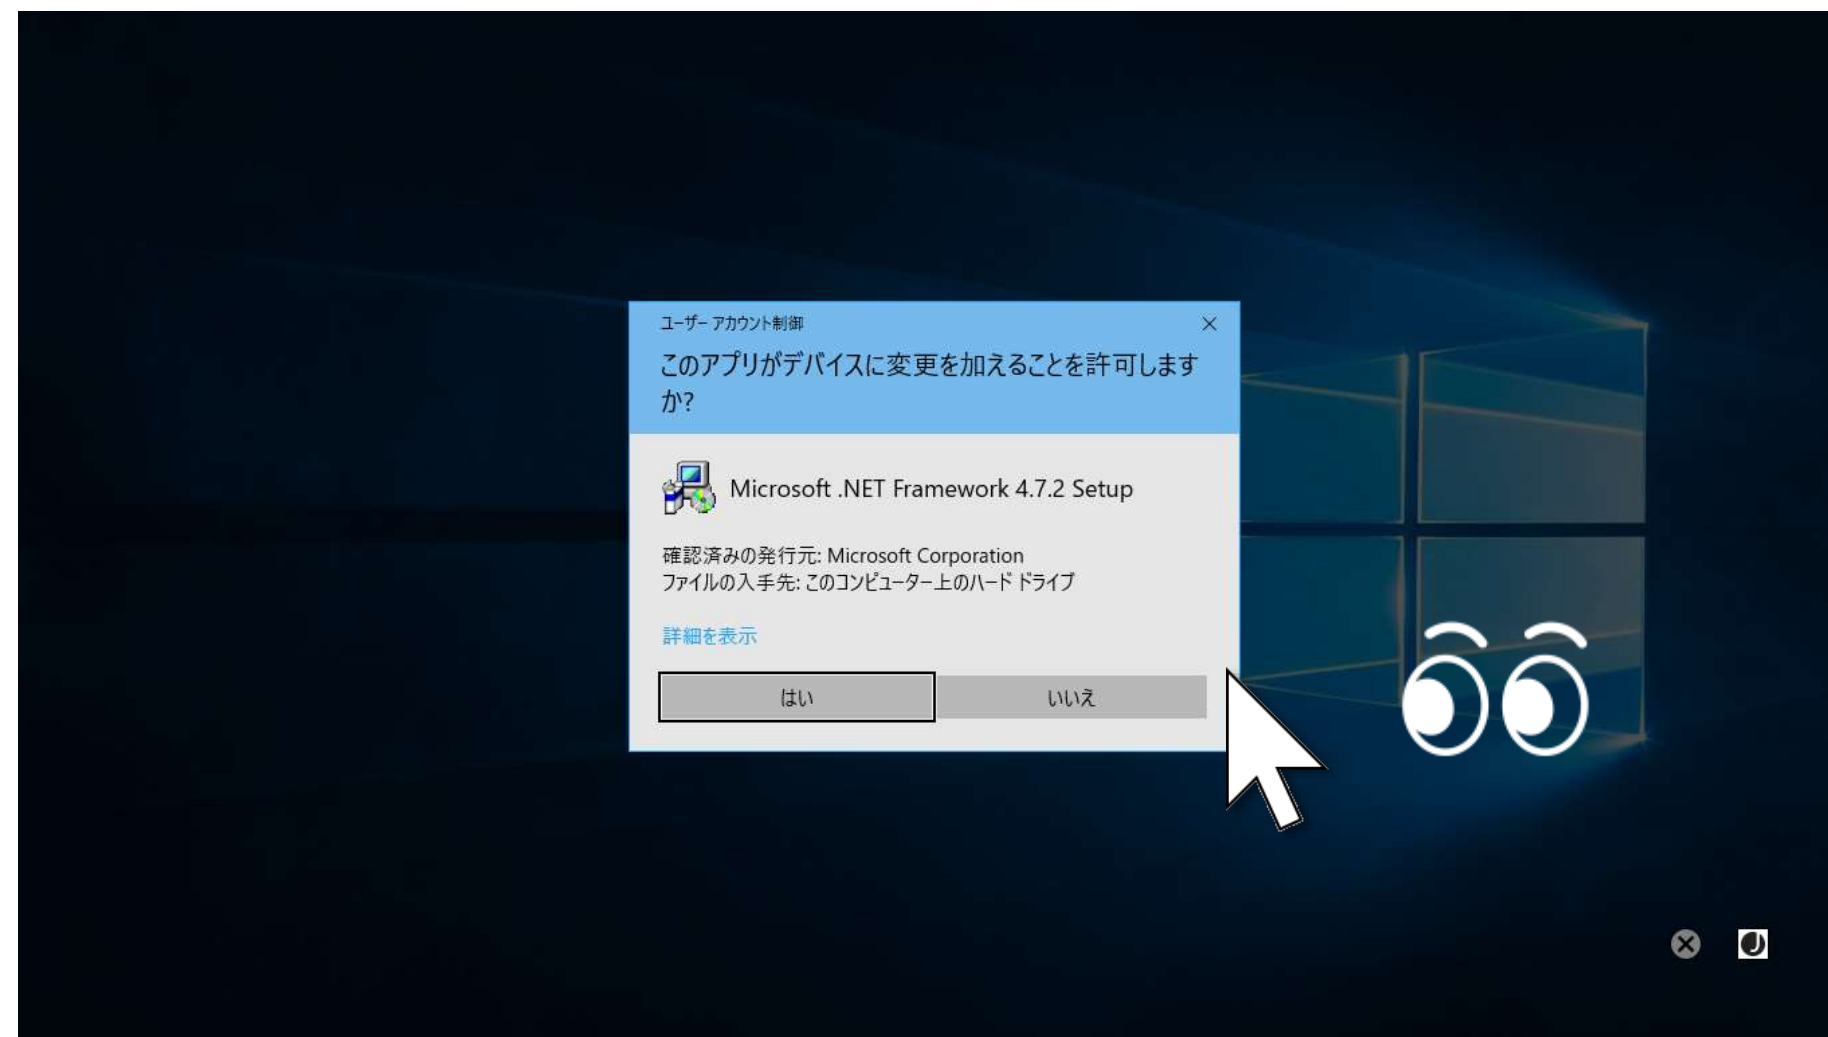 ユーザー アカウント制御
このアプリがデバイスに変更を加えることを許可します
か?
Microsoft .NET Framework 4.7.2 Setup
確認済みの発行元: Microsoft Corporation
ファイルの入手先: このコンピューター上のハード ドライブ
詳細を表示
はい
いいえ